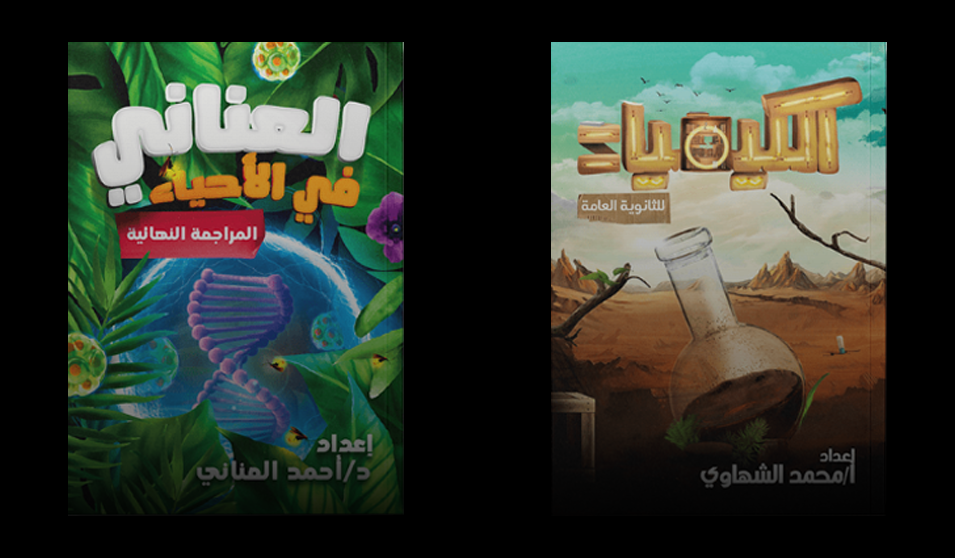 العناني
في الأحياء
المراجعة النهائية
إعداد
د/أحمد العناني
الكيمياء
للثانوية العامة
إعداد
أ/محمد الشهاوي